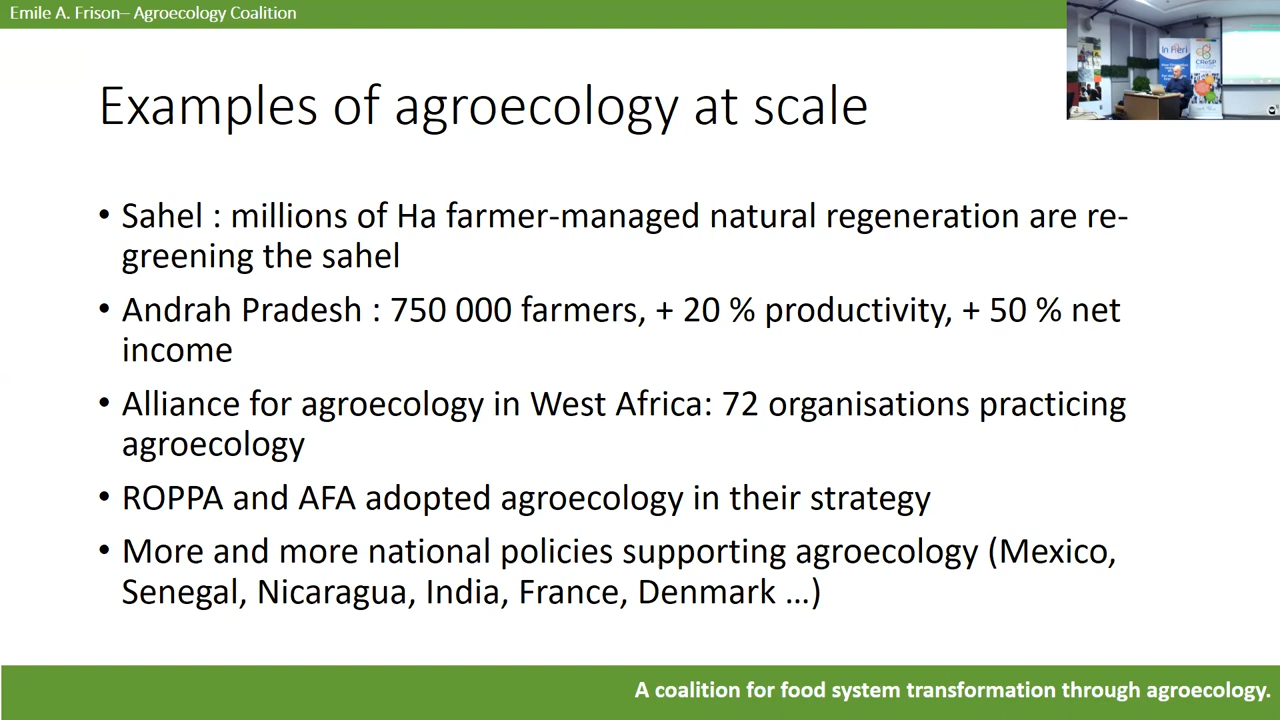 Emile A. Frison– Agroecology Coalition
Examples of agroecology at scale
• Sahel : millions of Ha farmer-managed natural regeneration are re-
greening the sahel
• Andrah Pradesh : 750 000 farmers, + 20 % productivity, + 50 % net
income
• Alliance for agroecology in West Africa: 72 organisations practicing
agroecology
• ROPPA and AFA adopted agroecology in their strategy
• More and more national policies supporting agroecology (Mexico,
Senegal, Nicaragua, India, France, Denmark …)
A coalition for food system transformation through agroecology.